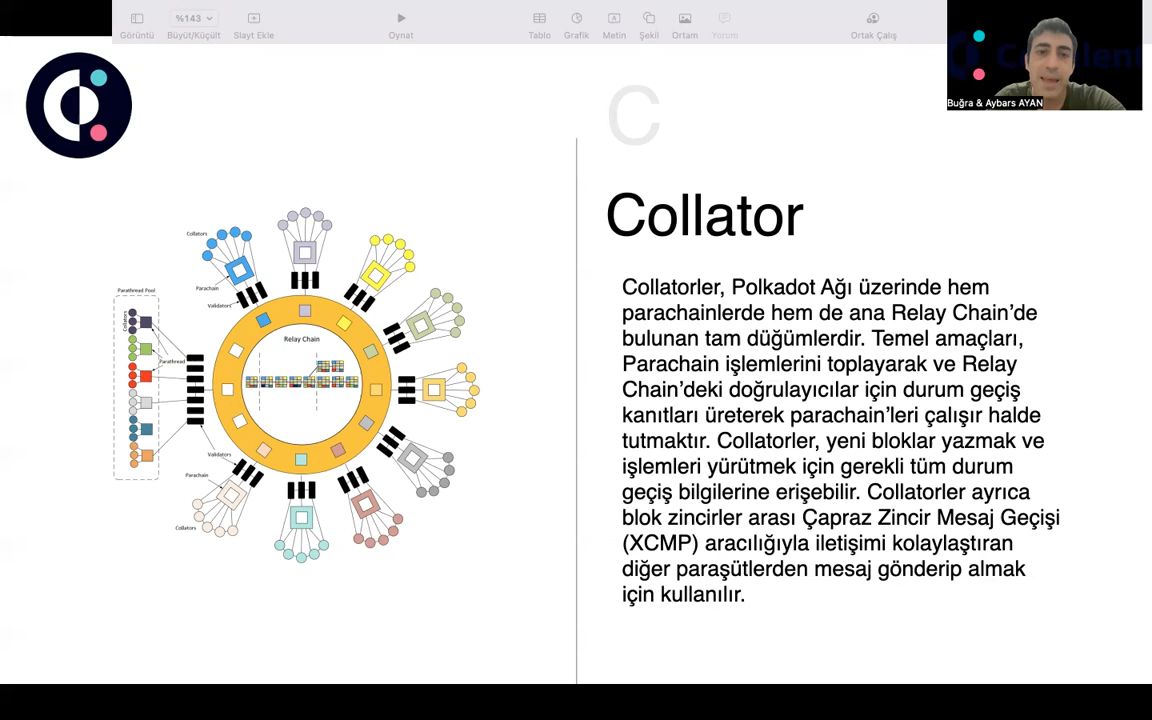 %143
Görüntü
Büyüt/Küçült
Slayt Ekle
Oynat
Tablo
Grafik
Metin
Şekil
Ortam
Yorum
Ortak Çalış
Buğra & Aybars AYAN
C
Collator
Collatorler, Polkadot Ağı üzerinde hem
parachainlerde hem de ana Relay Chain’de
bulunan tam düğümlerdir. Temel amaçları,
Parachain işlemlerini toplayarak ve Relay
Chain’deki doğrulayıcılar için durum geçiş
kanıtları üreterek parachain’leri çalışır halde
tutmaktır. Collatorler, yeni bloklar yazmak ve
işlemleri yürütmek için gerekli tüm durum
geçiş bilgilerine erişebilir. Collatorler ayrıca
blok zincirler arası Çapraz Zincir Mesaj Geçişi
(XCMP) aracılığıyla iletişimi kolaylaştıran
diğer paraşütlerden mesaj gönderip almak
için kullanılır.
Collators
Parachain
Validators
Parathread Pool
Collators
Parathread
Relay Chain
Validators
Parachain
Collators